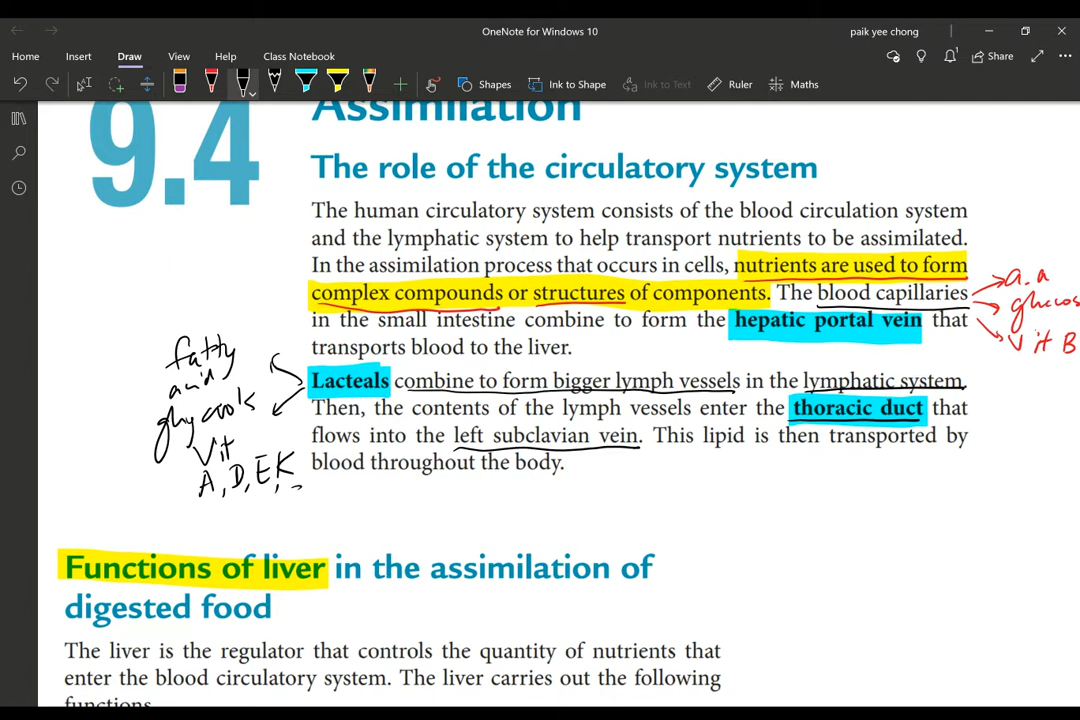 OneNote for Windows 10
paik yee chong
Home Insert Draw View Help Class Notebook
Share
Shapes Ink to Shape Ink to Text Ruler Maths
9.4
Assimilation
The role of the circulatory system
The human circulatory system consists of the blood circulation system
and the lymphatic system to help transport nutrients to be assimilated.
In the assimilation process that occurs in cells, nutrients are used to form
complex compounds or structures of components. The blood capillaries
in the small intestine combine to form the hepatic portal vein that
transports blood to the liver.
a.a
glucos
Vit B
Lacteals combine to form bigger lymph vessels in the lymphatic system.
Then, the contents of the lymph vessels enter the thoracic duct that
flows into the left subclavian vein. This lipid is then transported by
blood throughout the body.
fatty
acid
Vit
A, D, E, K
Functions of liver in the assimilation of
digested food
The liver is the regulator that controls the quantity of nutrients that
enter the blood circulatory system. The liver carries out the following
functions